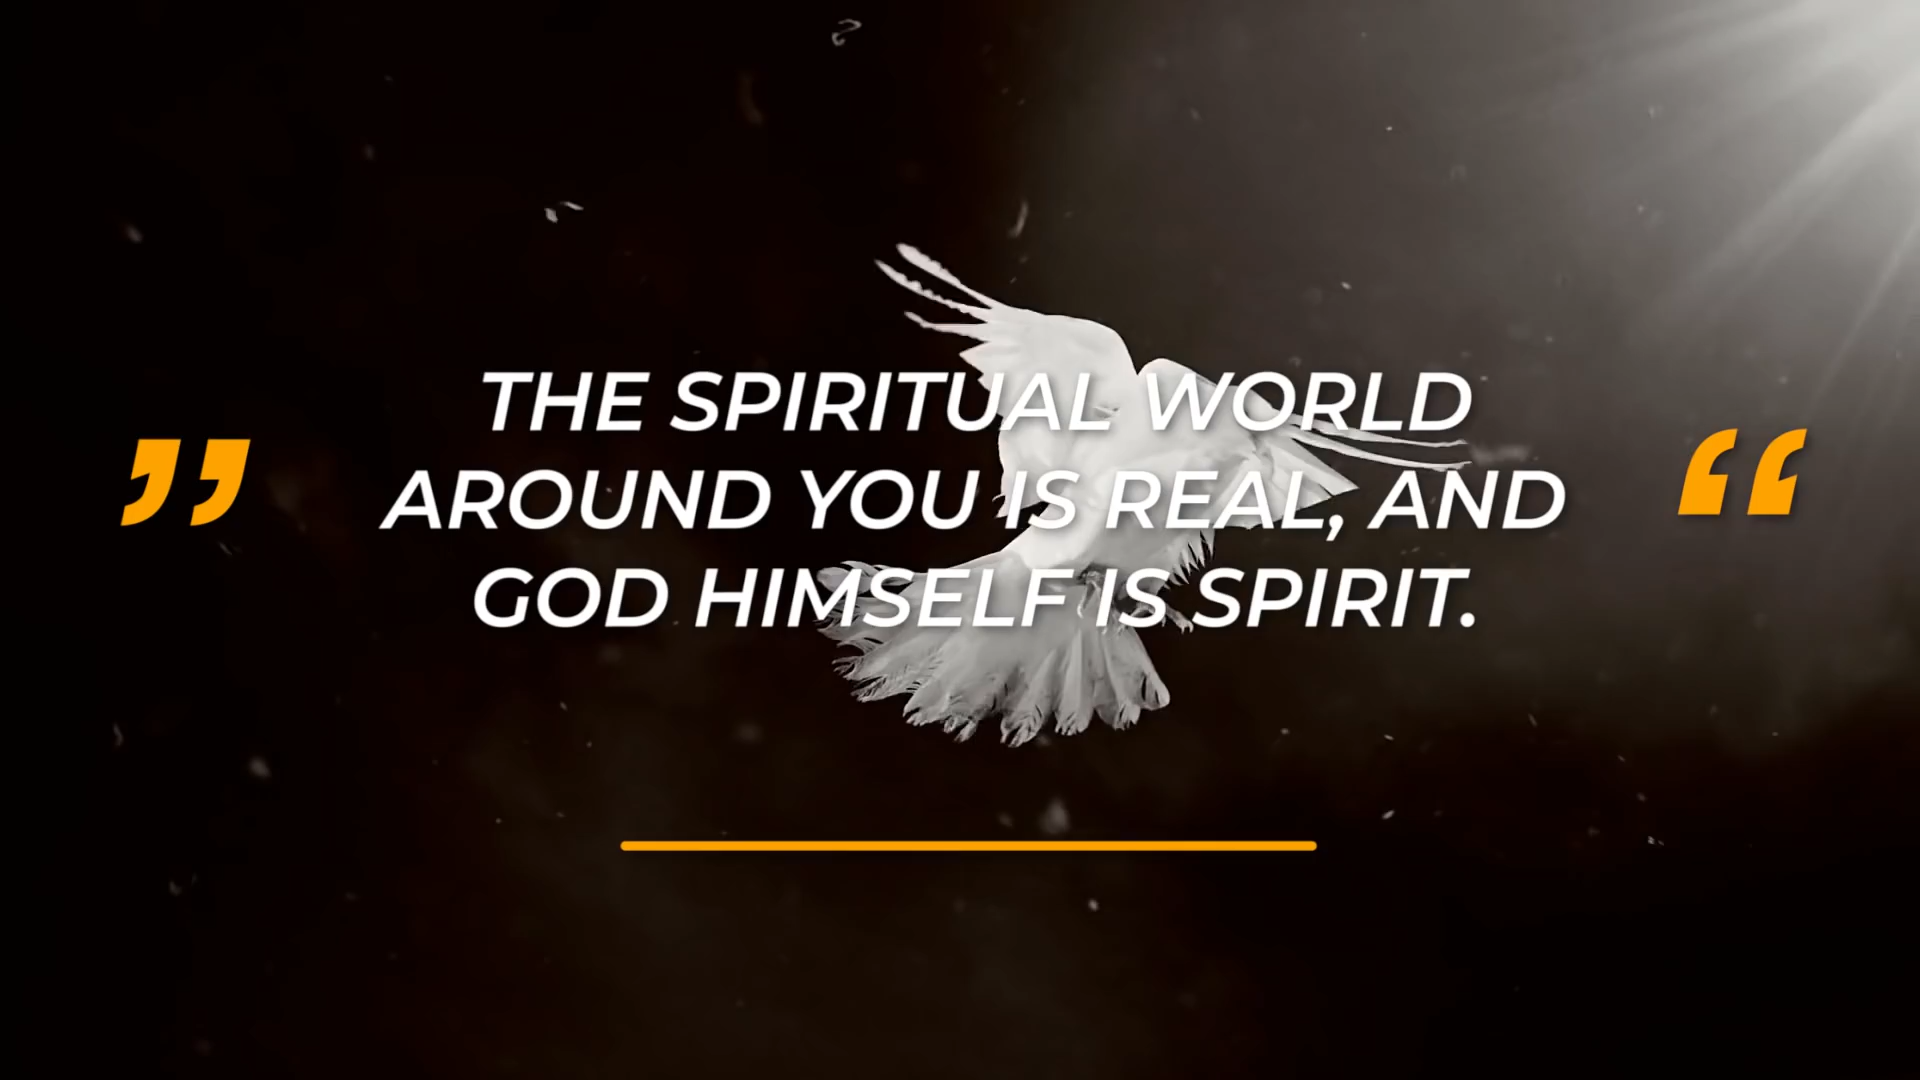 THE SPIRITUAL WORLD
” AROUND YOU IS REAL, AND “
GOD HIMSELF IS SPIRIT.